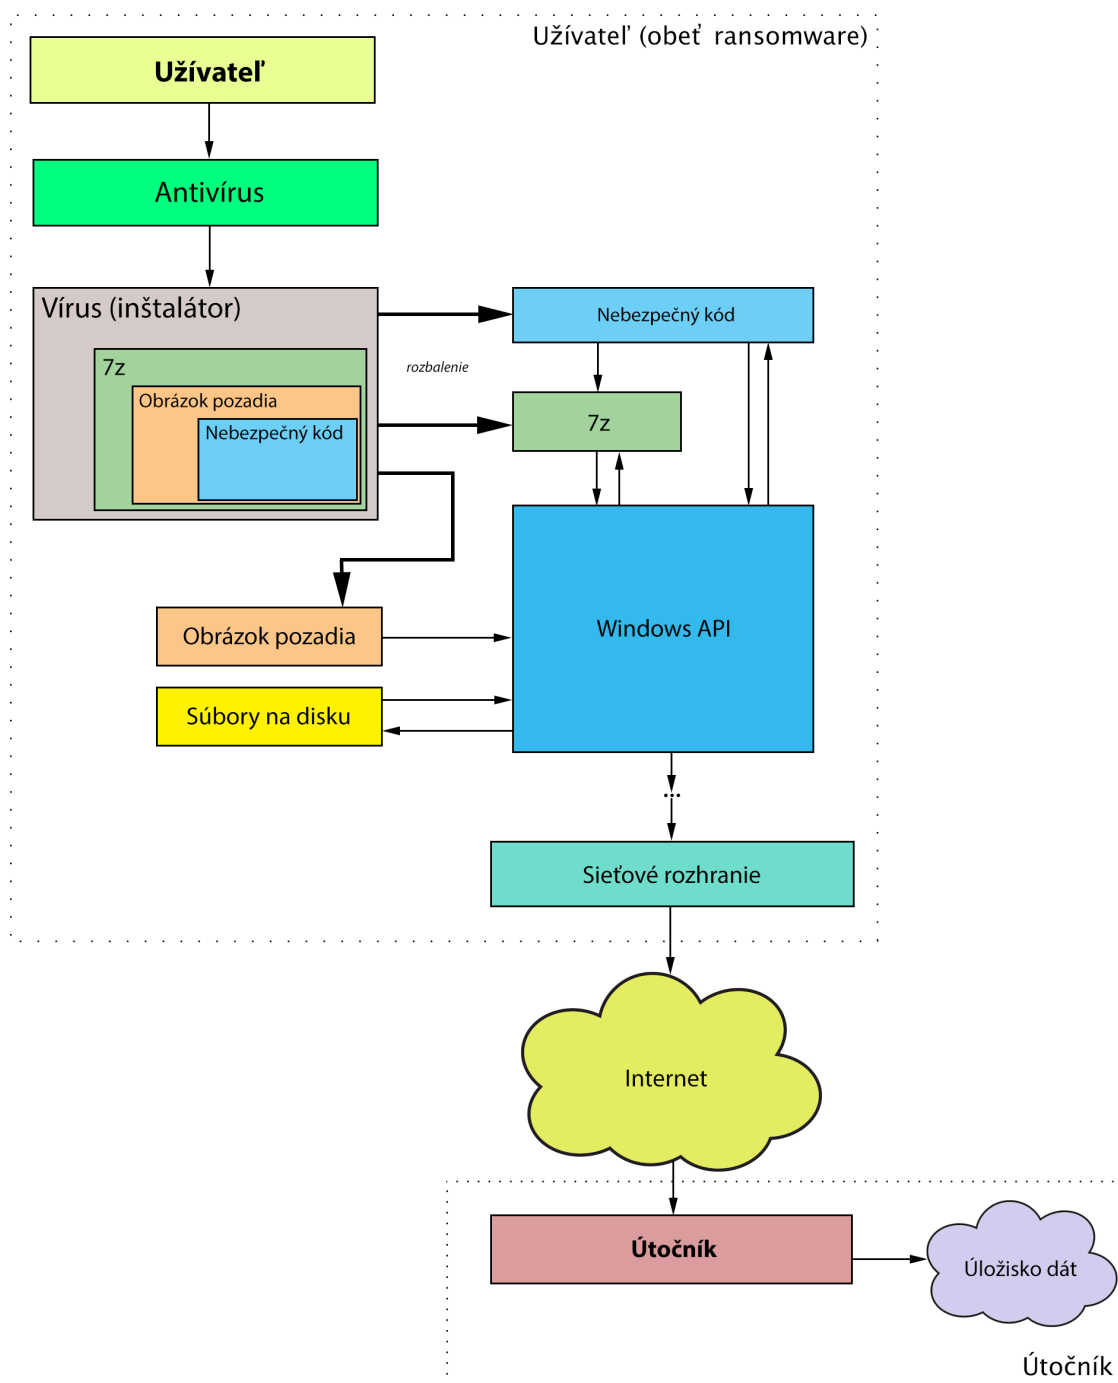 Užívateľ (obeť ransomware)
Užívateľ
Antivírus
Vírus (inštalátor)
7z
Obrázok pozadia
Nebezpečný kód
rozbalenie
Nebezpečný kód
7z
Windows API
Obrázok pozadia
Súbory na disku
...
Sieťové rozhranie
Internet
Útočník
Úložisko dát
Útočník